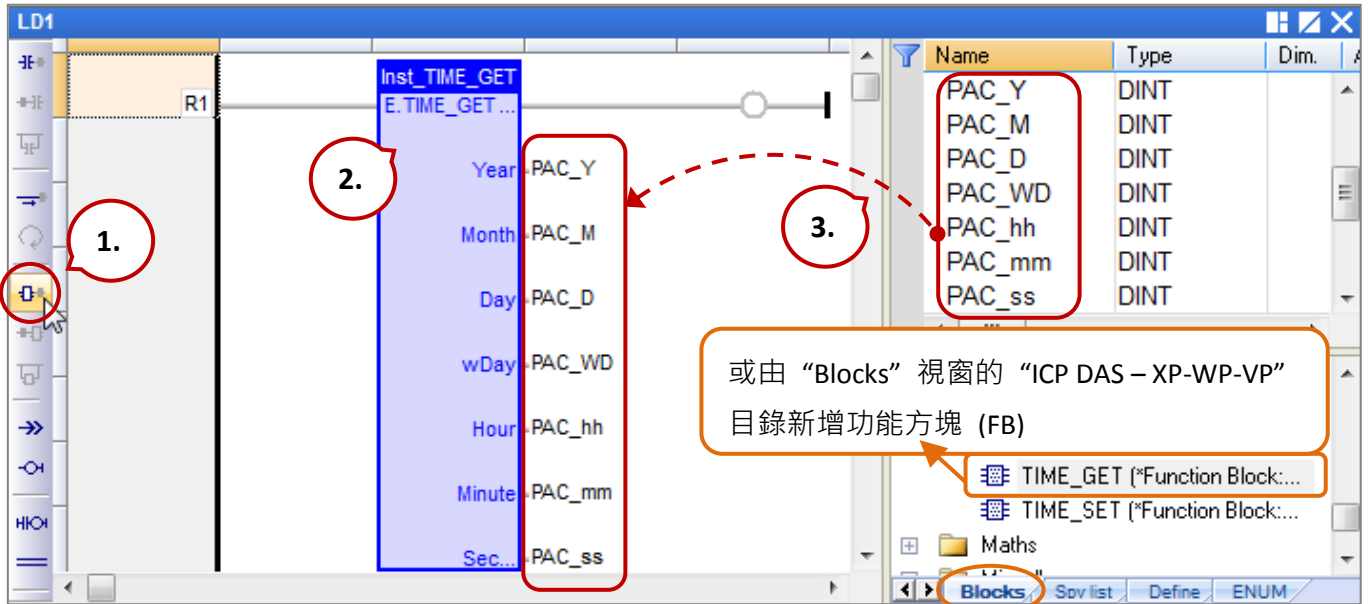 LD1
R1
Inst_TIME_GET
E.TIME_GET...
Year PAC_Y
Month PAC_M
Day PAC_D
wDay PAC_WD
Hour PAC_hh
Minute PAC_mm
Sec... PAC_ss
1.
2.
3.
Name Type Dim.
PAC_Y DINT
PAC_M DINT
PAC_D DINT
PAC_WD DINT
PAC_hh DINT
PAC_mm DINT
PAC_ss DINT
或由 “Blocks” 視窗的 “ICP DAS – XP-WP-VP”
目錄新增功能方塊 (FB)
TIME_GET (*Function Block:...
TIME_SET (*Function Block:...
Maths
Blocks Spy list Define ENUM